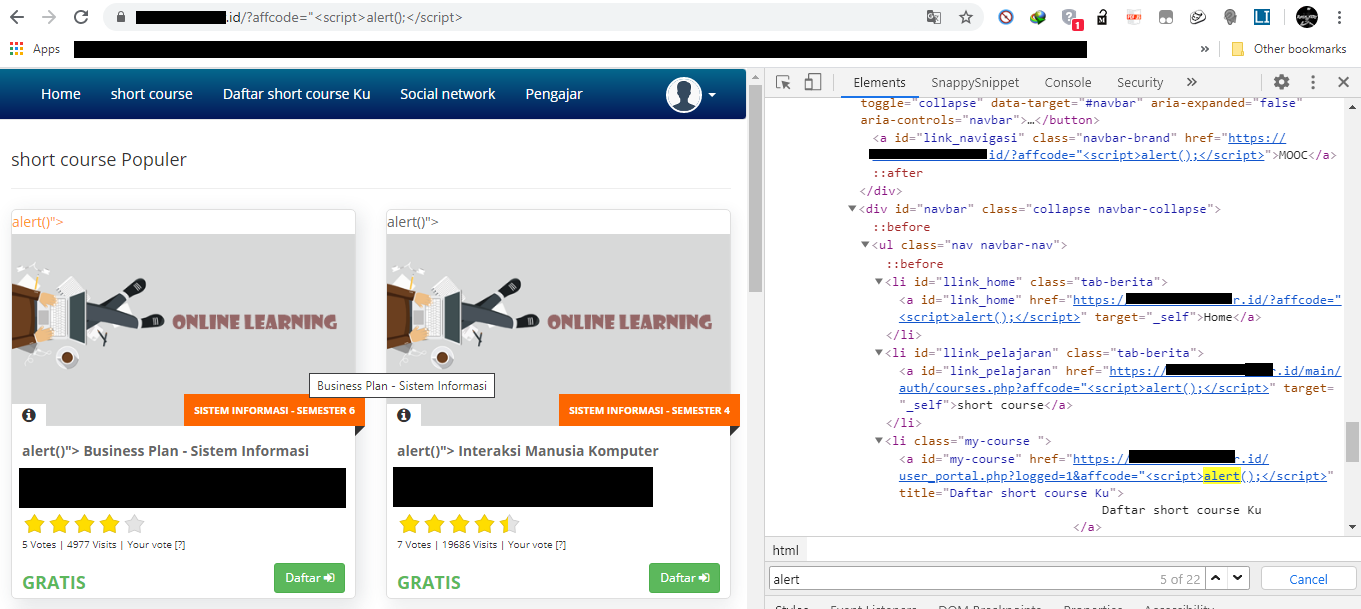 .id/?affcode="<script>alert();</script>
1
Apps
»
Other bookmarks
Home
short course
Daftar short course Ku
Social network
Pengajar
short course Populer
alert()">
ONLINE LEARNING
SISTEM INFORMASI - SEMESTER 6
alert()"> Business Plan - Sistem Informasi
5 Votes | 4977 Visits | Your vote [?]
GRATIS
Daftar
Business Plan - Sistem Informasi
alert()">
ONLINE LEARNING
SISTEM INFORMASI - SEMESTER 4
alert()"> Interaksi Manusia Komputer
7 Votes | 19686 Visits | Your vote [?]
GRATIS
Daftar
Elements
SnappySnippet
Console
Security
»
toggle="collapse" data-target="#navbar" aria-expanded="false"
aria-controls="navbar">…</button>
<a id="link_navigasi" class="navbar-brand" href="https://
id/?affcode="<script>alert();</script>">MOOC</a>
::after
</div>
<div id="navbar" class="collapse navbar-collapse">
::before
<ul class="nav navbar-nav">
::before
<li id="llink_home" class="tab-berita">
<a id="link_home" href="https:/ r.id/?affcode="
<script>alert();</script>" target="_self">Home</a>
</li>
<li id="llink_pelajaran" class="tab-berita">
<a id="link_pelajaran" href="https:// r.id/main/
auth/courses.php?affcode="<script>alert();</script>" target=
"_self">short course</a>
</li>
<li class="my-course ">
<a id="my-course" href="https:// r.id/
user_portal.php?logged=1&affcode="<script>alert();</script>"
title="Daftar short course Ku">
Daftar short course Ku
</a>
html
alert
5 of 22
Cancel
Styles
Event Listeners
DOM Breakpoints
Properties
Accessibility